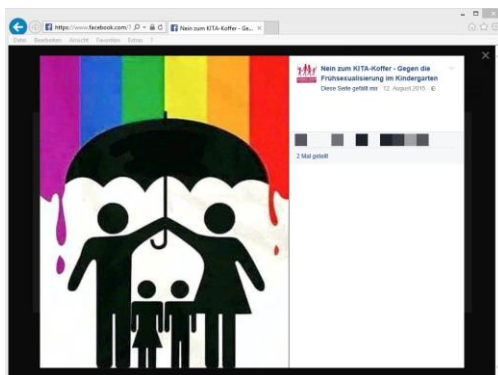 https://www.facebook.com/?
Nein zum KITA-Koffer - Ge... ×
Datei Bearbeiten Ansicht Favoriten Extras ?
Nein zum KITA-Koffer - Gegen die
Frühsexualisierung im Kindergarten
Diese Seite gefällt mir · 12. August 2015 ·
2 Mal geteilt